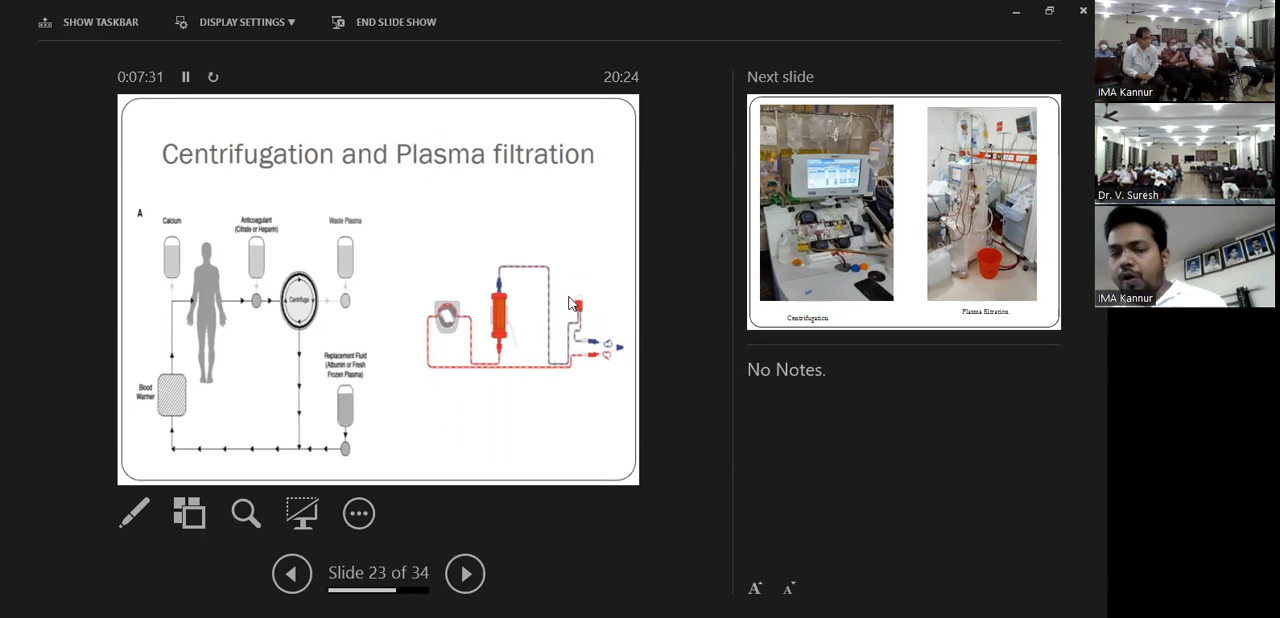 SHOW TASKBAR
DISPLAY SETTINGS ▼
END SLIDE SHOW
0:07:31
20:24
Centrifugation and Plasma filtration
A
Calcium
Anticoagulant
(Citrate or Heparin)
Waste Plasma
Centrifuge
Replacement Fluid
(Albumin or Fresh
Frozen Plasma)
Blood
Warmer
Slide 23 of 34
Next slide
Centrifugation
Plasma filtration
No Notes.
A A
IMA Kannur
Dr. V. Suresh
IMA Kannur